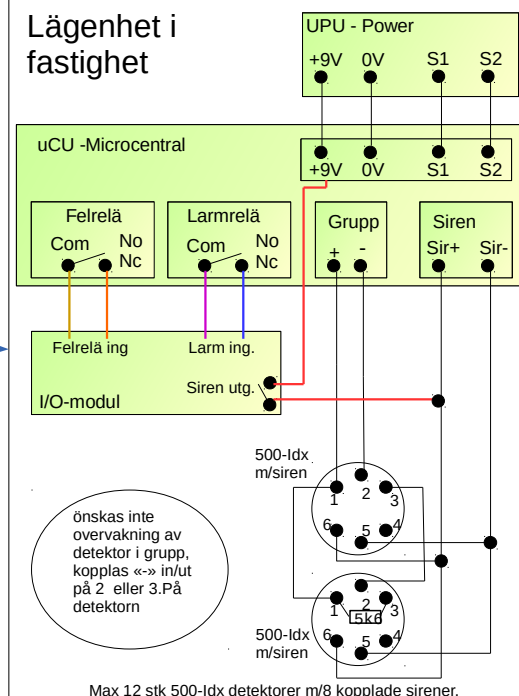 Lägenhet i
fastighet
UPU - Power
+9V 0V S1 S2
uCU -Microcentral
+9V 0V S1 S2
Felrelä
Com No
Nc
Larmrelä
Com No
Nc
Grupp
+ -
Siren
Sir+ Sir-
Felrelä ing
Larm ing.
Siren utg.
I/O-modul
500-Idx
m/siren
1 2 3
6 5 4
önskas inte
overvakning av
detektor i grupp,
kopplas «-» in/ut
på 2 eller 3.På
detektorn
1 2 3
5k6
500-Idx
m/siren
6 5 4
Max 12 stk 500-Idx detektorer m/8 kopplade sirener.